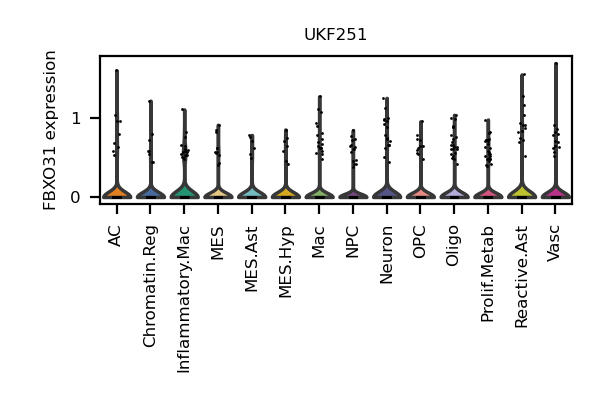 UKF251
FBXO31 expression
1
0
AC
Chromatin.Reg
Inflammatory.Mac
MES
MES.Ast
MES.Hyp
Mac
NPC
Neuron
OPC
Oligo
Prolif.Metab
Reactive.Ast
Vasc